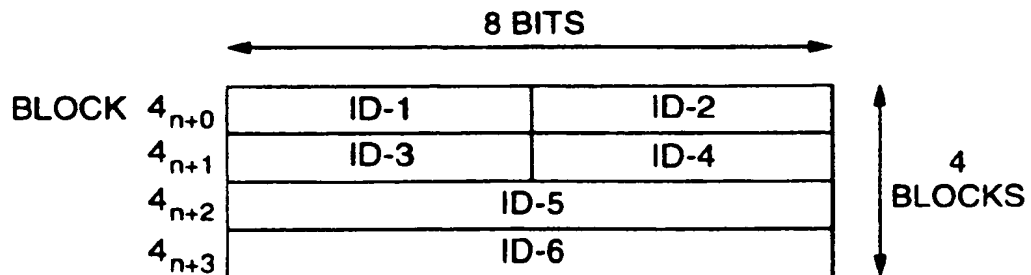 8 BITS
BLOCK 4n+0 ID-1 ID-2
4n+1 ID-3 ID-4
4n+2 ID-5
4n+3 ID-6
4
BLOCKS